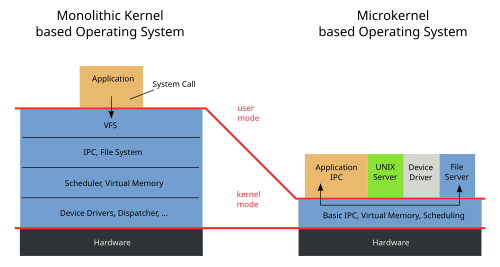 Monolithic Kernel
based Operating System
Microkernel
based Operating System
Application
System Call
user
mode
VFS
IPC, File System
Scheduler, Virtual Memory
kernel
mode
Device Drivers, Dispatcher, ...
Hardware
Application
IPC
UNIX
Server
Device
Driver
File
Server
Basic IPC, Virtual Memory, Scheduling
Hardware